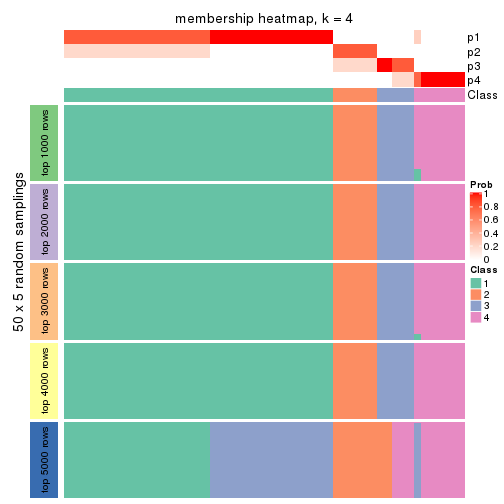 membership heatmap, k = 4
p1
p2
p3
p4
Class
50 x 5 random samplings
top 1000 rows
top 2000 rows
top 3000 rows
top 4000 rows
top 5000 rows
Prob
1
0.8
0.6
0.4
0.2
0
Class
1
2
3
4